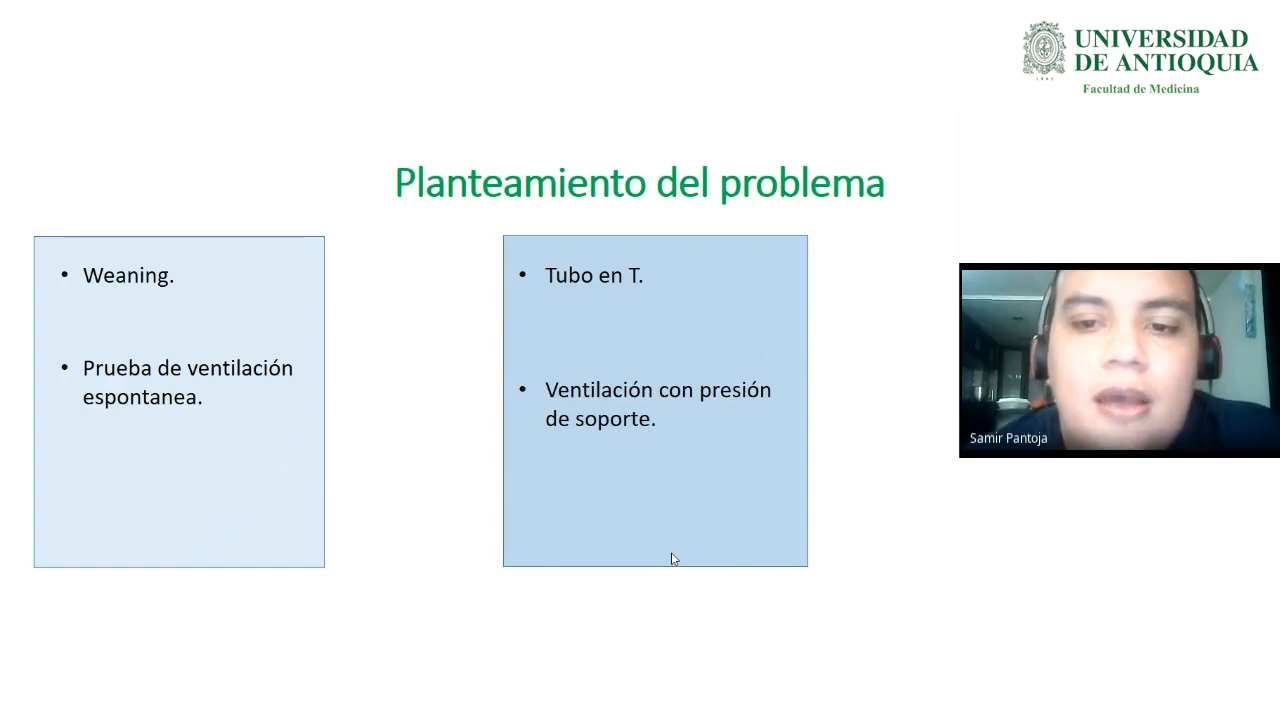 UNIVERSIDAD
DE ANTIOQUIA
Facultad de Medicina
Planteamiento del problema
• Weaning.
• Prueba de ventilación
espontanea.
• Tubo en T.
• Ventilación con presión
de soporte.
Samir Pantoja